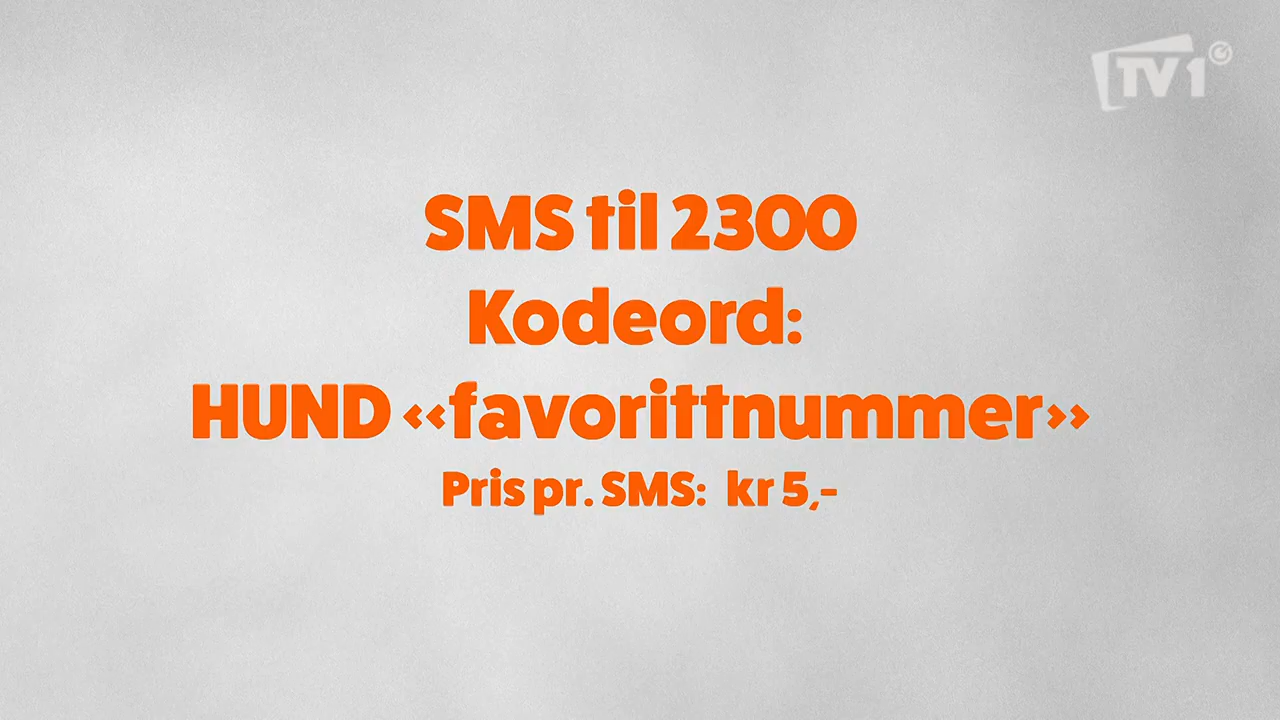 TV1
SMS til 2300
Kodeord:
HUND «favorittnummer»
Pris pr. SMS: kr 5,-